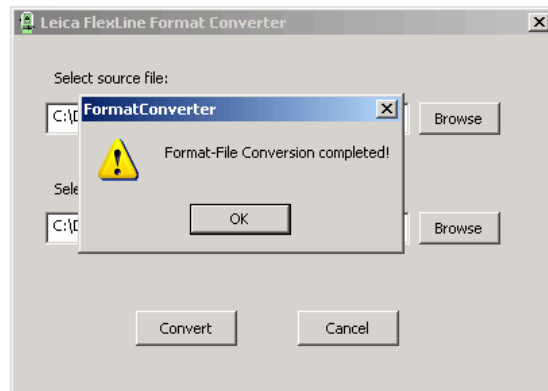 Leica FlexLine Format Converter
Select source file:
FormatConverter
C:\D
Browse
Format-File Conversion completed!
Sele
OK
C:\D
Browse
Convert
Cancel